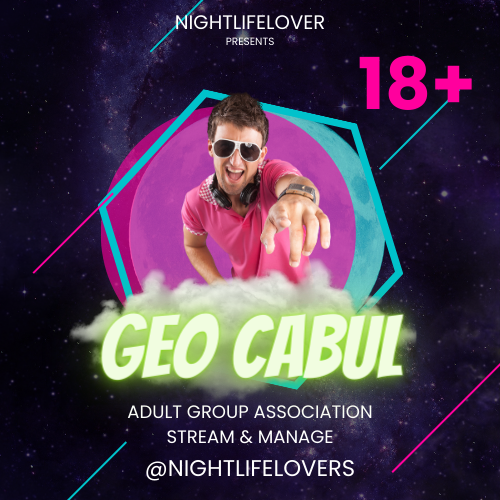 NIGHTLIFELOVER
PRESENTS
18+
GEO CABUL
ADULT GROUP ASSOCIATION
STREAM & MANAGE
@NIGHTLIFELOVERS